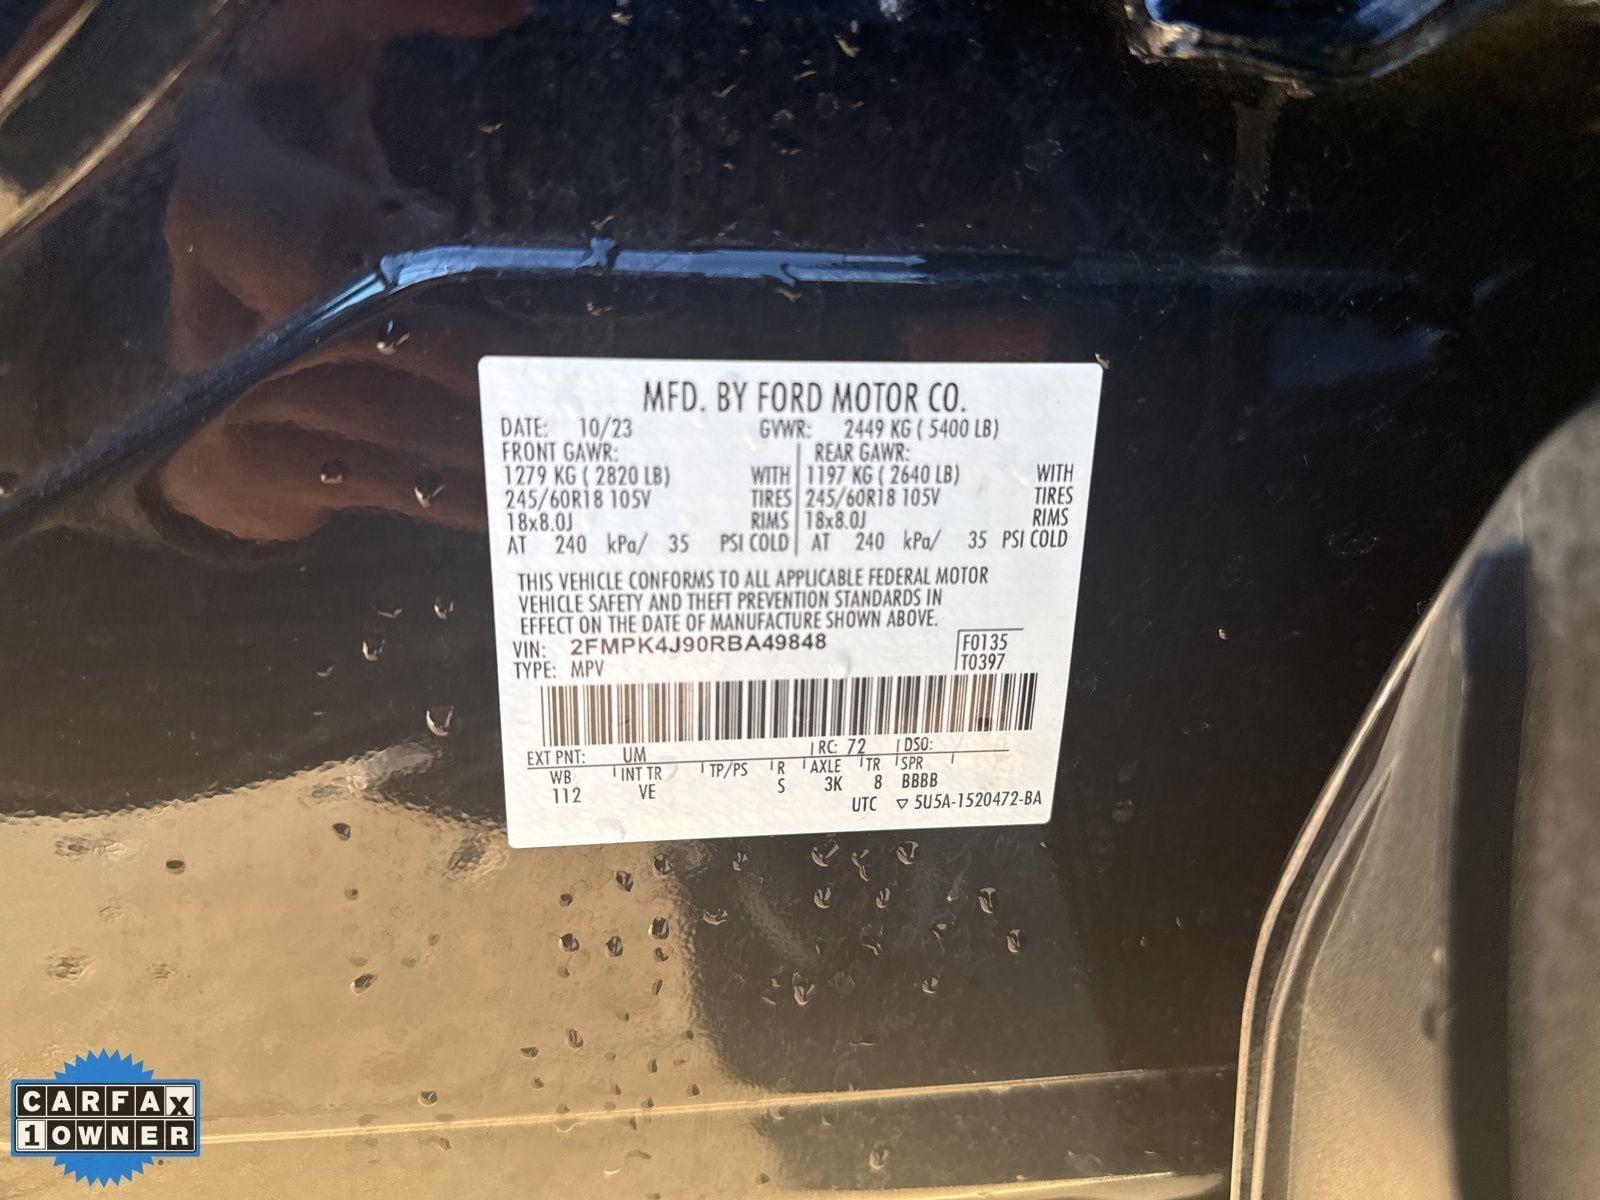 MFD. BY FORD MOTOR CO.
DATE: 10/23 GVWR: 2449 KG ( 5400 LB)
FRONT GAWR: REAR GAWR:
1279 KG ( 2820 LB) WITH 1197 KG ( 2640 LB) WITH
245/60R18 105V TIRES 245/60R18 105V TIRES
18x8.0J RIMS 18x8.0J RIMS
AT 240 kPa/ 35 PSI COLD AT 240 kPa/ 35 PSI COLD
THIS VEHICLE CONFORMS TO ALL APPLICABLE FEDERAL MOTOR
VEHICLE SAFETY AND THEFT PREVENTION STANDARDS IN
EFFECT ON THE DATE OF MANUFACTURE SHOWN ABOVE.
VIN: 2FMPK4J90RBA49848 F0135
TYPE: MPV T0397
EXT PNT: UM RC: 72 DSO:
WB INT TR TP/PS R AXLE TR SPR
112 VE S 3K 8 BBBB
UTC ▽ 5U5A-1520472-BA
CARFAX
1 OWNER